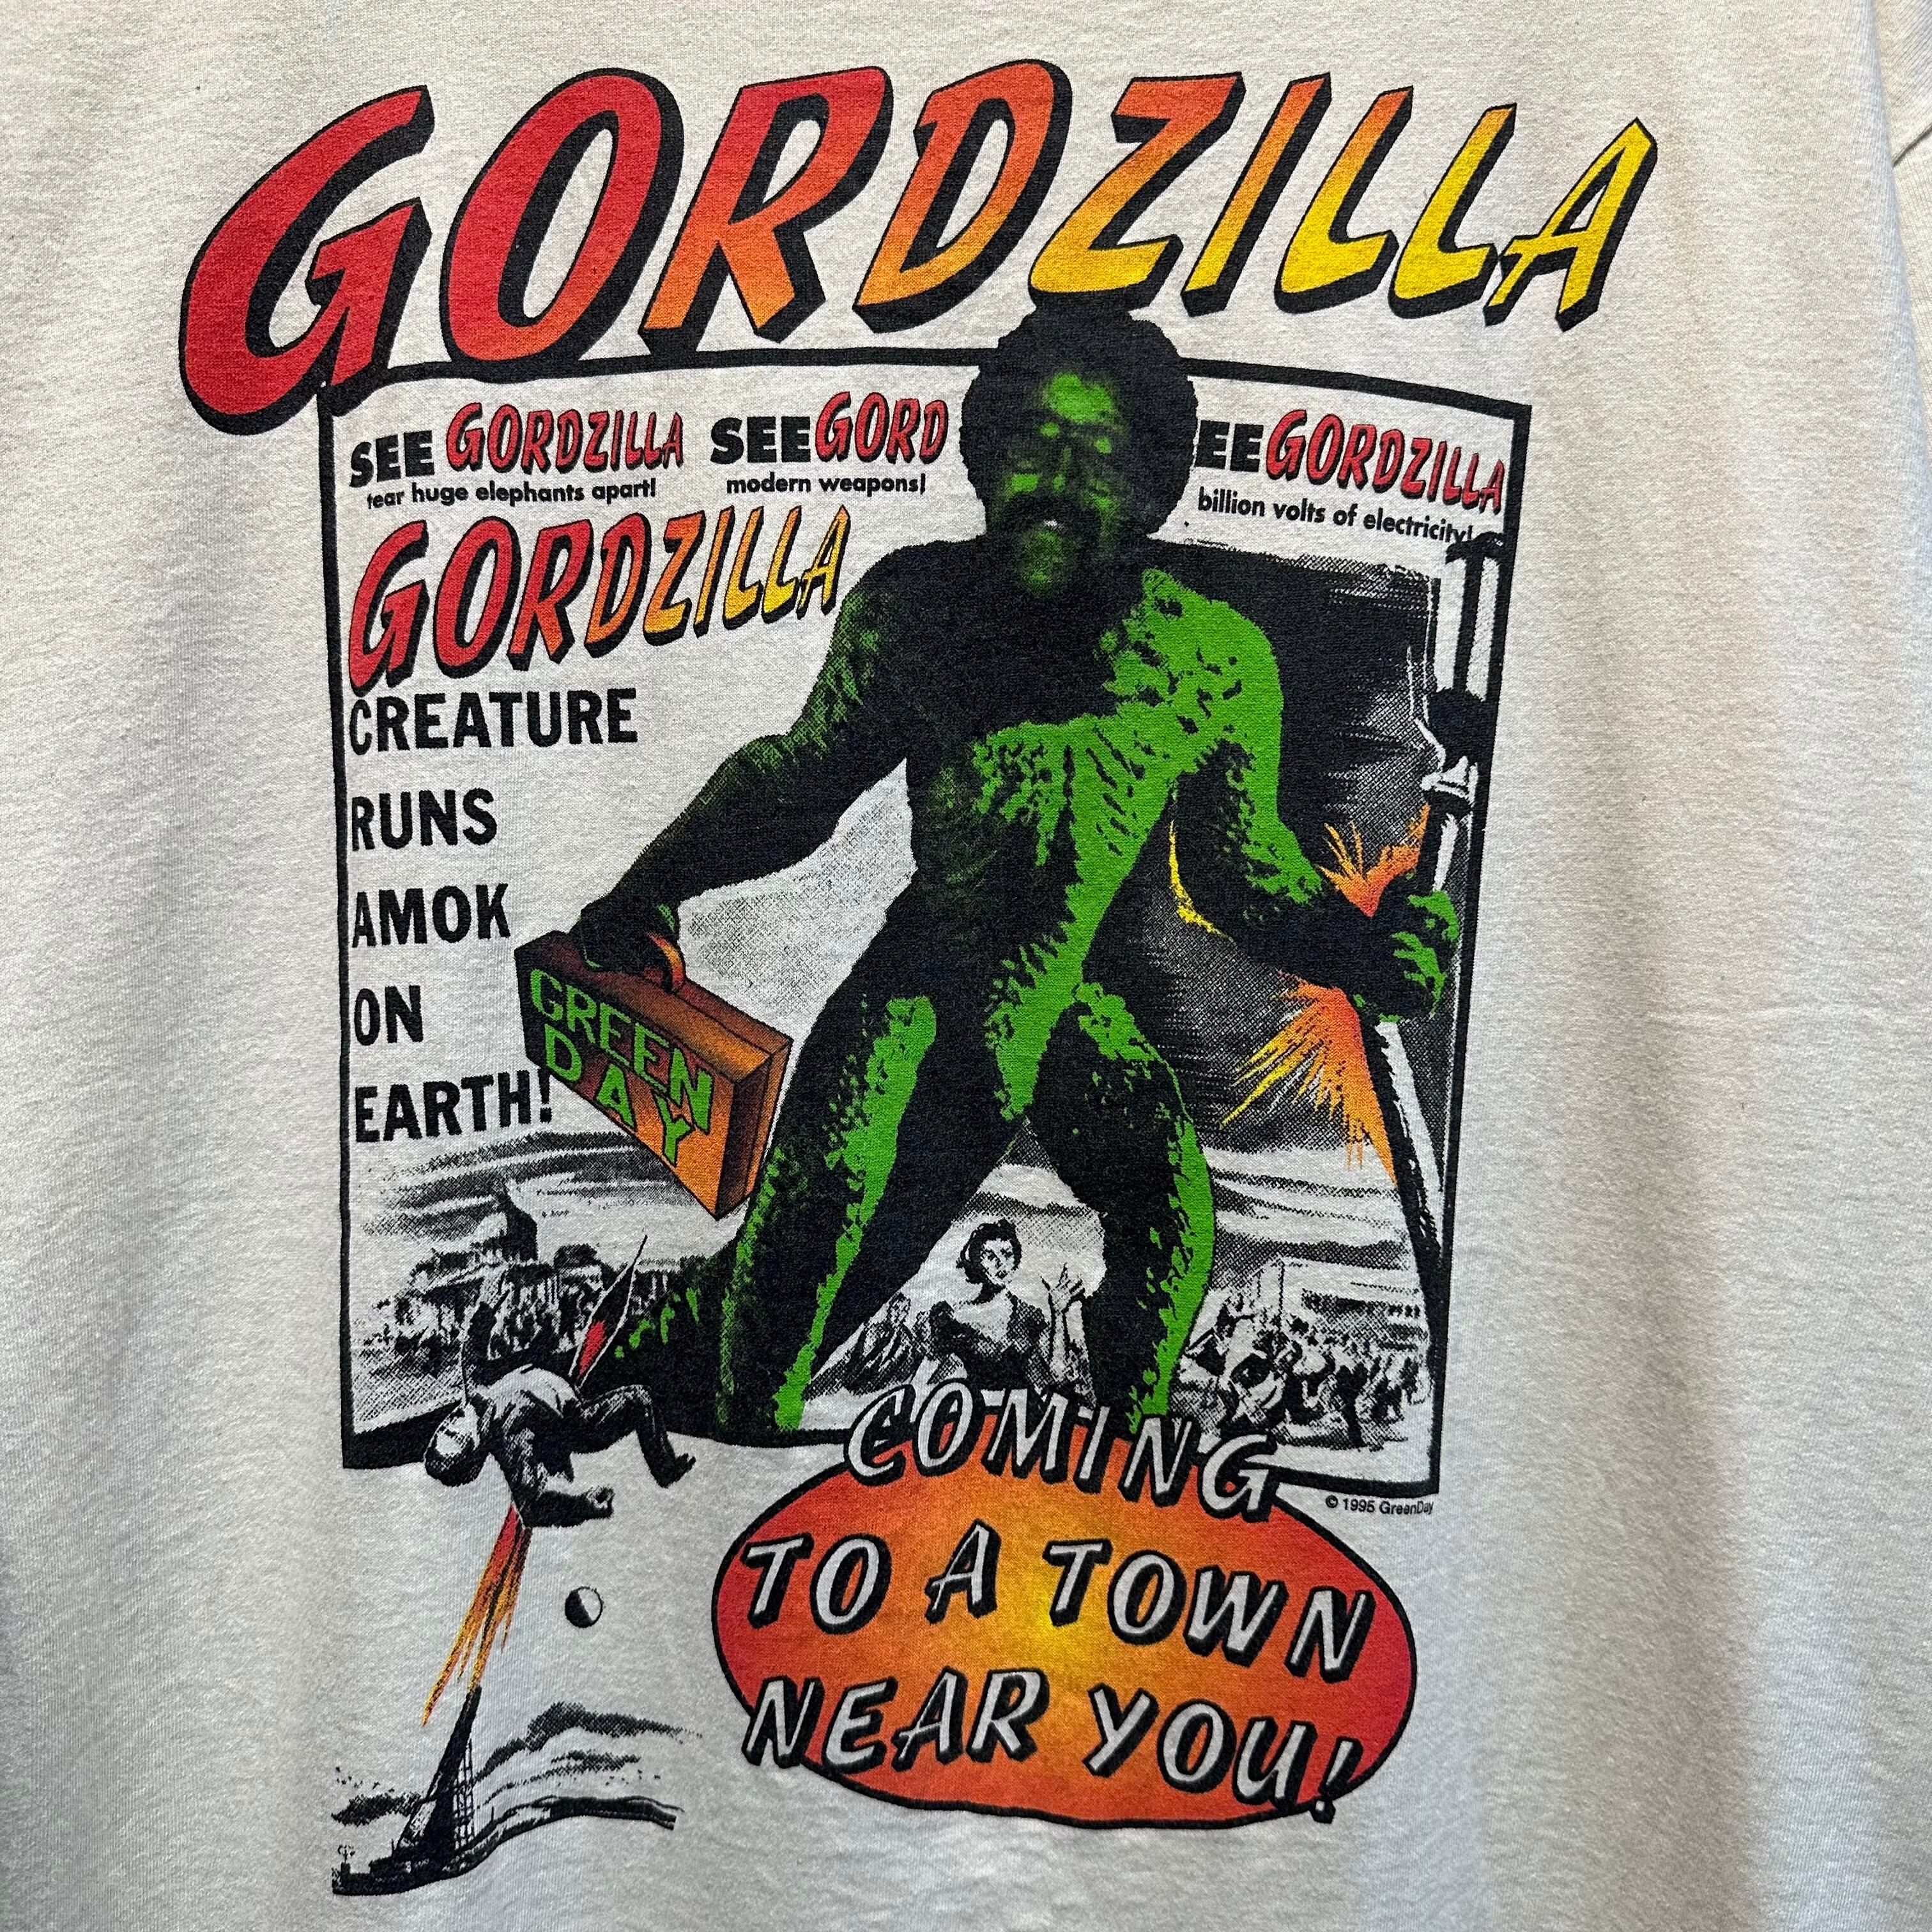 GORDZILLA
SEE GORDZILLA
tear huge elephants apart!
SEE GORD
modern weapons!
EE GORDZILLA
billion volts of electricity!
GORDZILLA
CREATURE
RUNS
AMOK
ON
EARTH!
GREEN
DAY
COMING
TO A TOWN
NEAR YOU!
© 1995 GreenDay